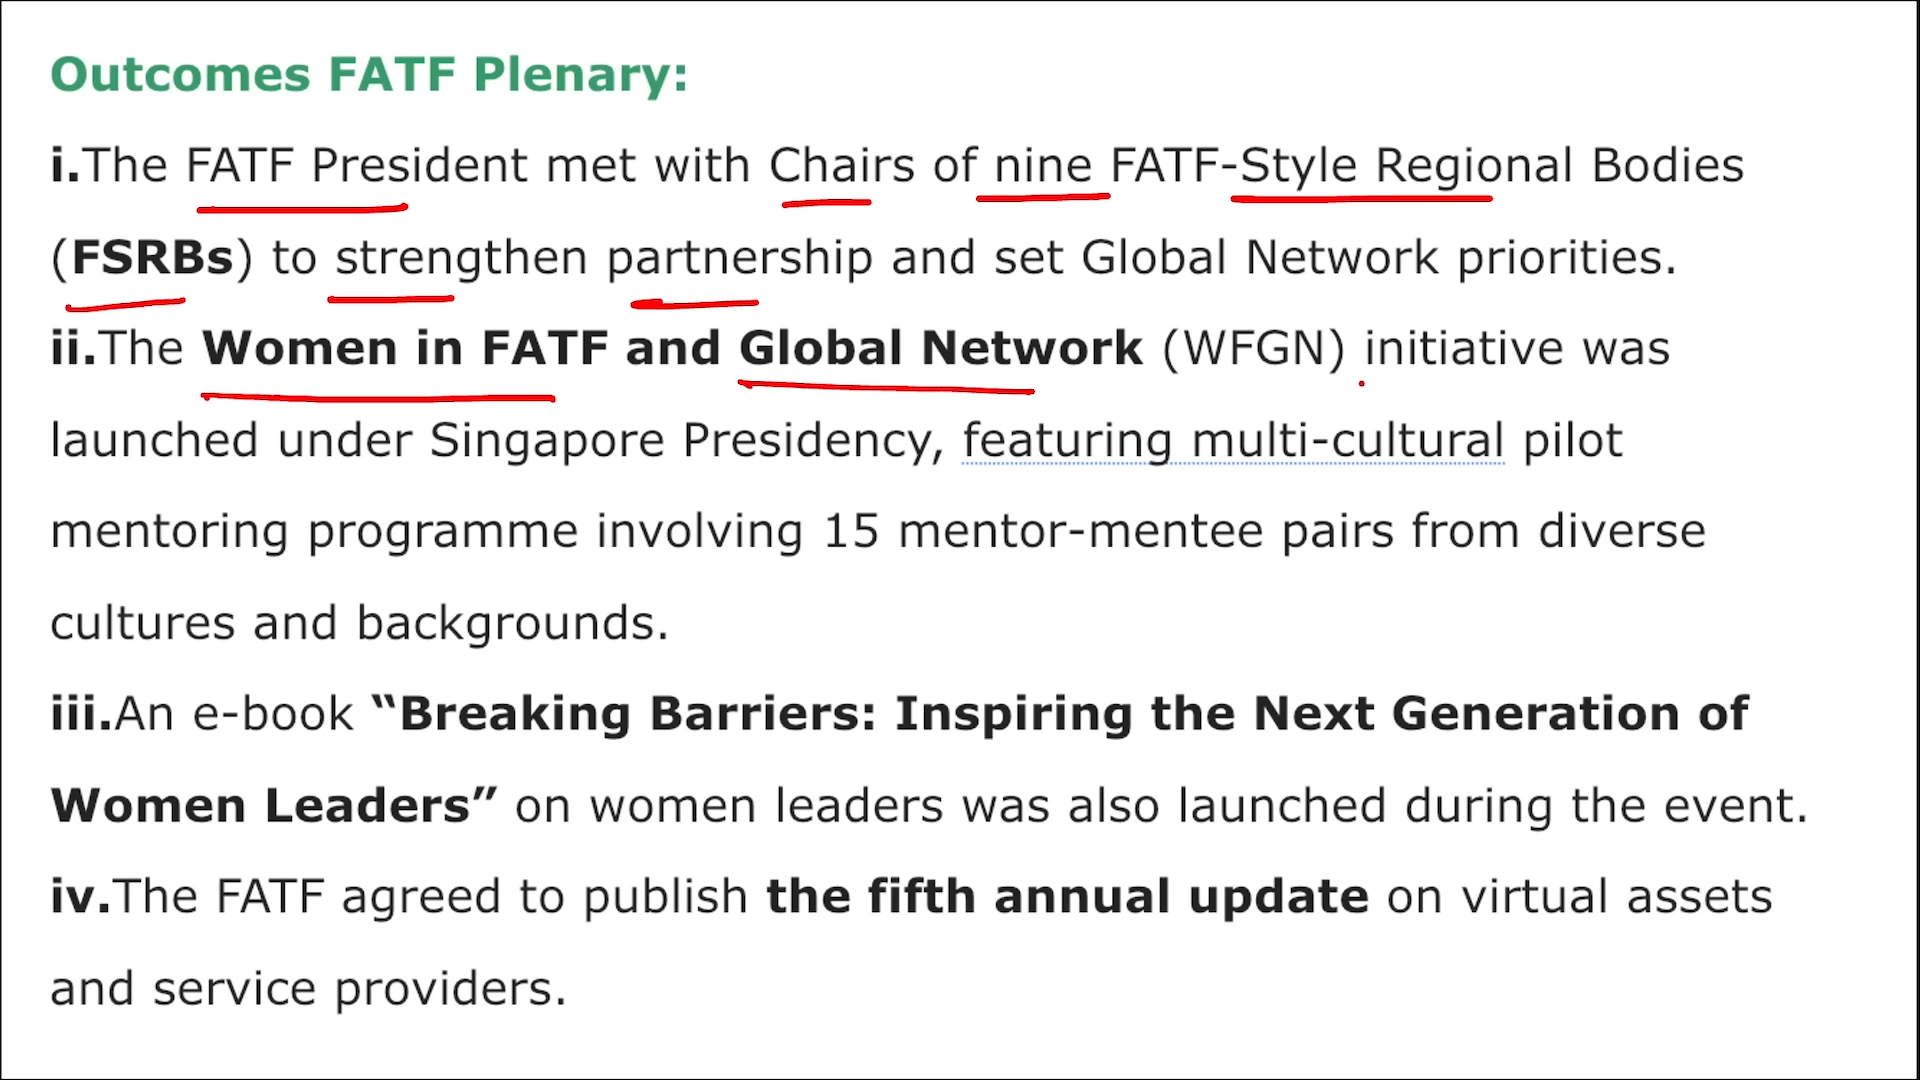 Outcomes FATF Plenary:
i.The FATF President met with Chairs of nine FATF-Style Regional Bodies
(FSRBs) to strengthen partnership and set Global Network priorities.
ii.The Women in FATF and Global Network (WFGN) initiative was
launched under Singapore Presidency, featuring multi-cultural pilot
mentoring programme involving 15 mentor-mentee pairs from diverse
cultures and backgrounds.
iii.An e-book “Breaking Barriers: Inspiring the Next Generation of
Women Leaders” on women leaders was also launched during the event.
iv.The FATF agreed to publish the fifth annual update on virtual assets
and service providers.